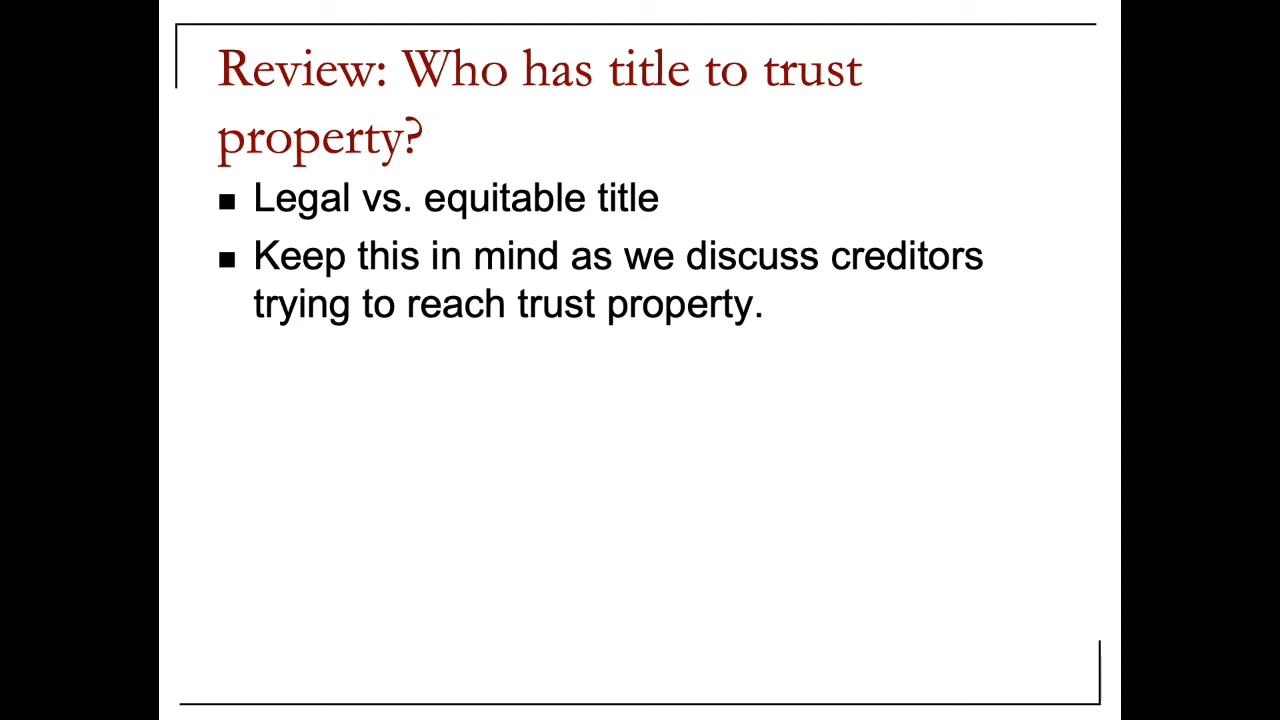 Review: Who has title to trust
property?
Legal vs. equitable title
Keep this in mind as we discuss creditors
trying to reach trust property.